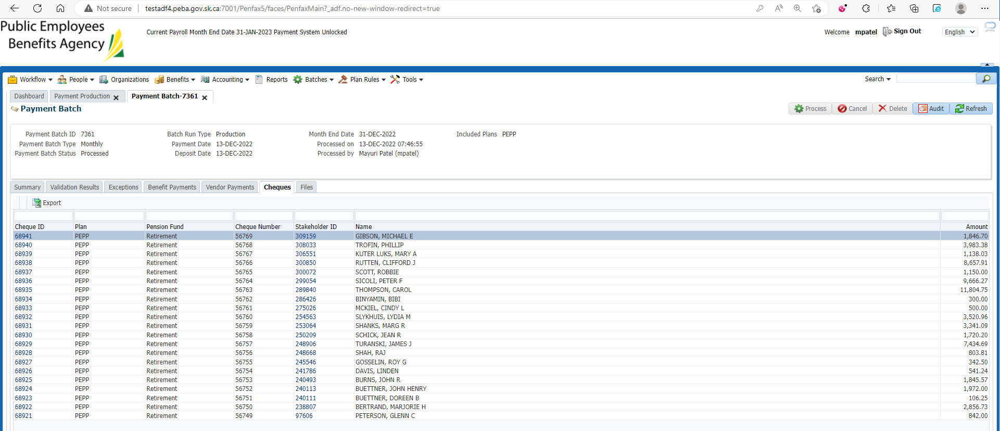 Not secure | testadf4.peba.gov.sk.ca:7001/Penfax5/faces/PenfaxMain?_adf.no-new-window-redirect=true
Public Employees
Benefits Agency
Current Payroll Month End Date 31-JAN-2023 Payment System Unlocked
Welcome mpatel Sign Out English
Workflow People Organizations Benefits Accounting Reports Batches Plan Rules Tools Search
Dashboard Payment Production Payment Batch-7361
Payment Batch Process Cancel Delete Audit Refresh
Payment Batch ID 7361 Batch Run Type Production Month End Date 31-DEC-2022 Included Plans PEPP
Payment Batch Type Monthly Payment Date 13-DEC-2022 Processed on 13-DEC-2022 07:46:55
Payment Batch Status Processed Deposit Date 13-DEC-2022 Processed by Mayuri Patel (mpatel)
Summary Validation Results Exceptions Benefit Payments Vendor Payments Cheques Files
Export
Cheque ID Plan Pension Fund Cheque Number Stakeholder ID Name Amount
68941 PEPP Retirement 56769 309159 GIBSON, MICHAEL E 1,846.70
68940 PEPP Retirement 56768 308033 TROFIN, PHILLIP 3,983.38
68939 PEPP Retirement 56767 306551 KUTER LUKS, MARY A 1,138.03
68938 PEPP Retirement 56766 300850 RUTTEN, CLIFFORD J 8,657.91
68937 PEPP Retirement 56765 300072 SCOTT, ROBBIE 1,150.00
68936 PEPP Retirement 56764 299054 SICOLI, PETER F 9,666.27
68935 PEPP Retirement 56763 289840 THOMPSON, CAROL 11,804.75
68934 PEPP Retirement 56762 286426 BINYAMIN, BIBI 300.00
68933 PEPP Retirement 56761 275026 MCKIEL, CINDY L 500.00
68932 PEPP Retirement 56760 254563 SLYKHUIS, LYDIA M 3,520.96
68931 PEPP Retirement 56759 253064 SHANKS, MARG R 3,341.09
68930 PEPP Retirement 56758 250209 SCHICK, JEAN R 1,720.20
68929 PEPP Retirement 56757 248906 TURANSKI, JAMES J 7,434.69
68928 PEPP Retirement 56756 248668 SHAH, RAJ 803.81
68927 PEPP Retirement 56755 245546 GOSSELIN, ROY G 342.50
68926 PEPP Retirement 56754 241786 DAVIS, LINDEN 541.24
68925 PEPP Retirement 56753 240493 BURNS, JOHN R 1,845.57
68924 PEPP Retirement 56752 240113 BUETTNER, JOHN HENRY 1,972.00
68923 PEPP Retirement 56751 240111 BUETTNER, DOREEN B 106.25
68922 PEPP Retirement 56750 238807 BERTRAND, MARJORIE H 2,856.73
68921 PEPP Retirement 56749 97606 PETERSON, GLENN C 842.00